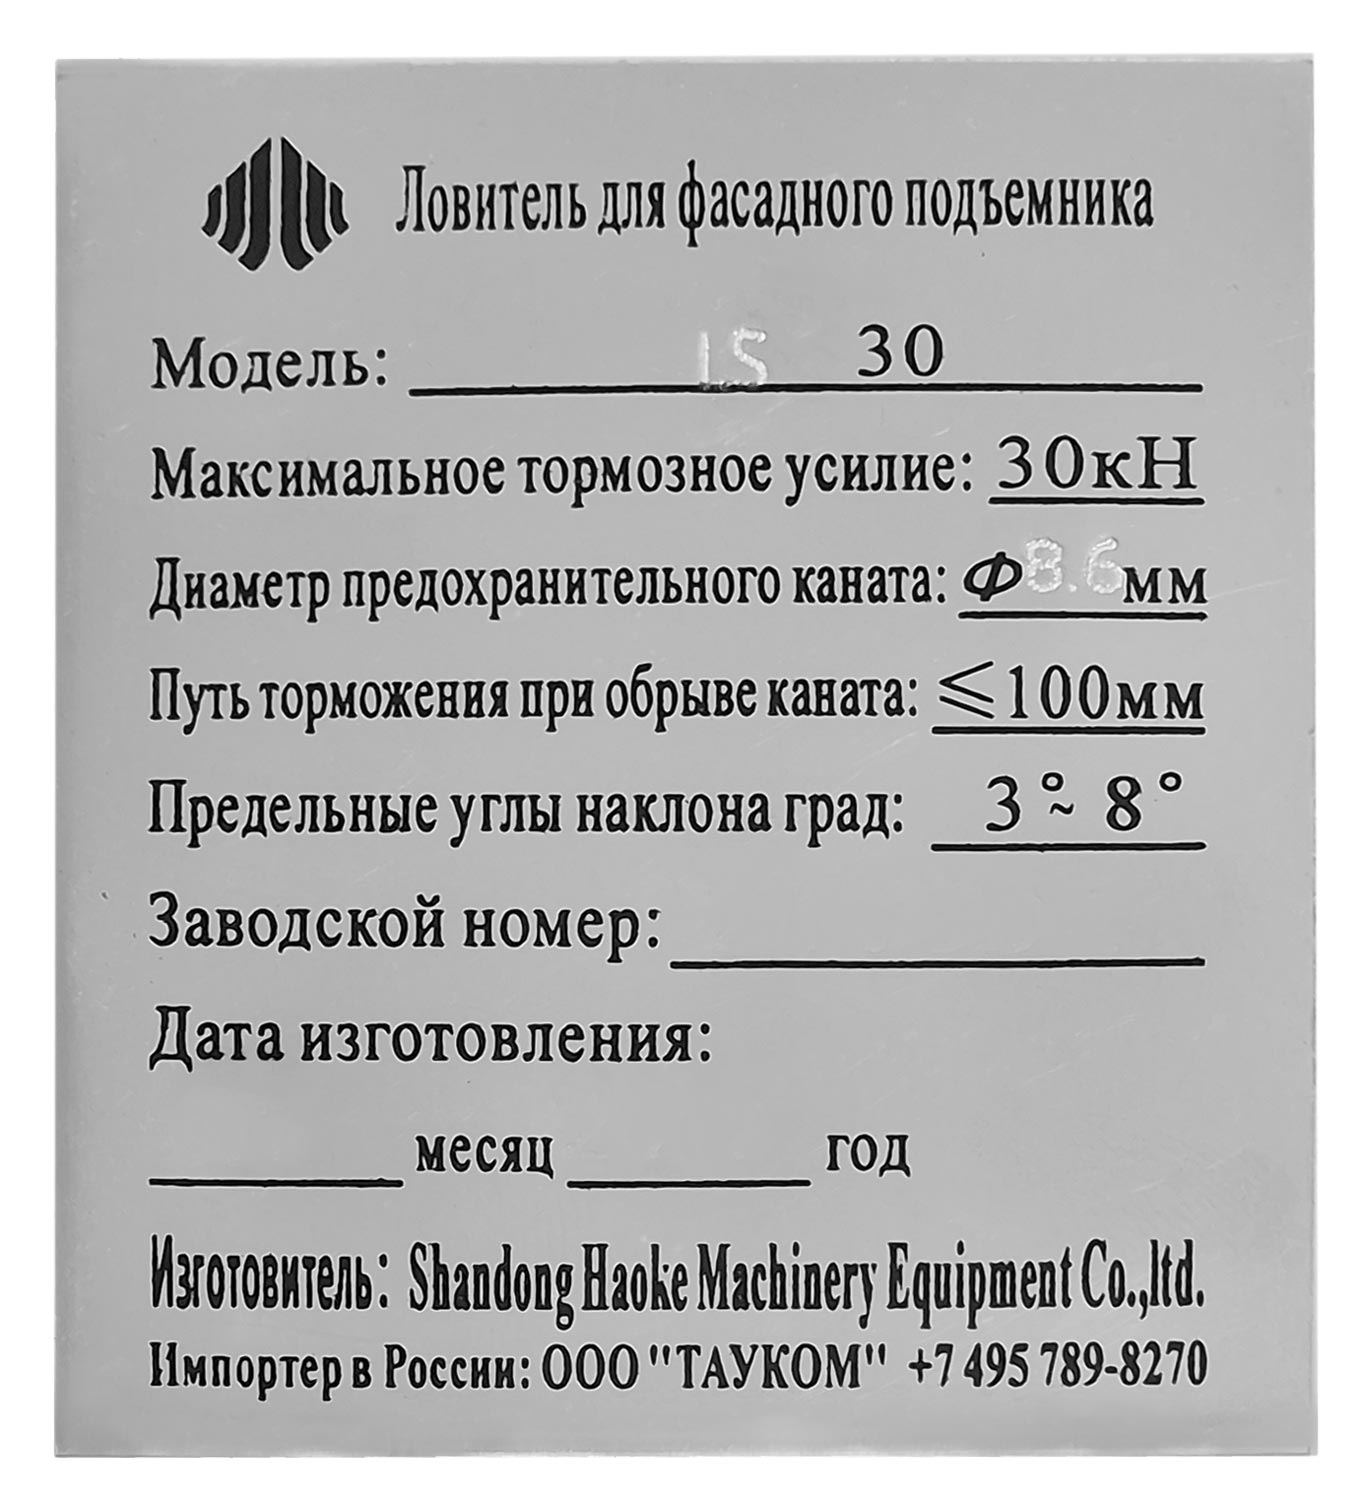 Ловитель для фасадного подъемника
Модель: LS 30
Максимальное тормозное усилие: 30кН
Диаметр предохранительного каната: Ф8.6мм
Путь торможения при обрыве каната: ≤100мм
Предельные углы наклона град: 3°~ 8°
Заводской номер:
Дата изготовления:
месяц год
Изготовитель: Shandong Haoke Machinery Equipment Co.,ltd.
Импортер в России: ООО "ТАУКОМ" +7 495 789-8270